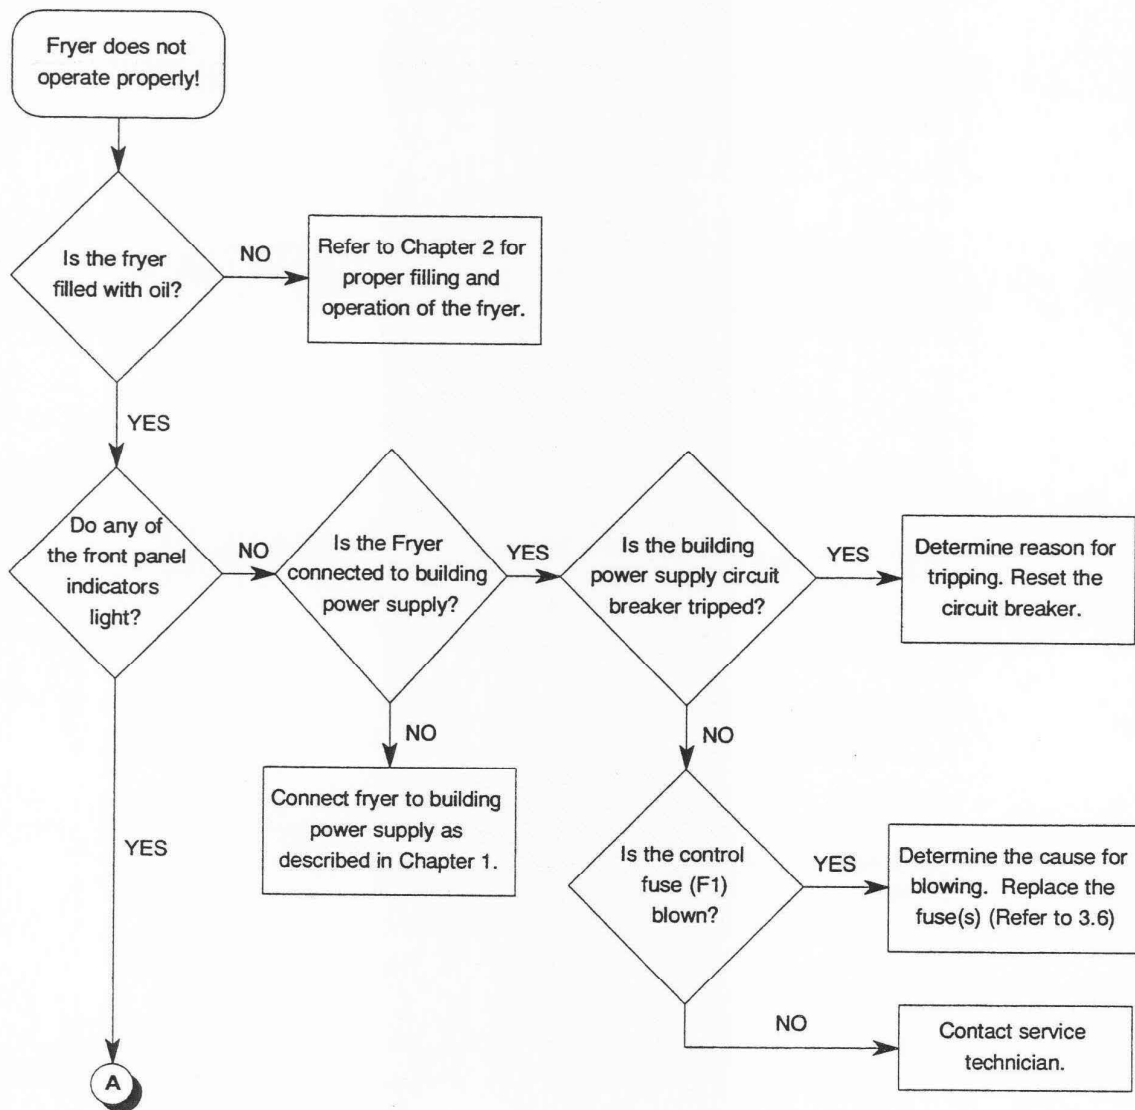 Fryer does not
operate properly!
Is the fryer
filled with oil?
NO
Refer to Chapter 2 for
proper filling and
operation of the fryer.
YES
Do any of
the front panel
indicators
light?
NO
Is the Fryer
connected to building
power supply?
YES
Is the building
power supply circuit
breaker tripped?
YES
Determine reason for
tripping. Reset the
circuit breaker.
NO
Connect fryer to building
power supply as
described in Chapter 1.
NO
Is the control
fuse (F1)
blown?
YES
Determine the cause for
blowing. Replace the
fuse(s) (Refer to 3.6)
NO
Contact service
technician.
YES
A